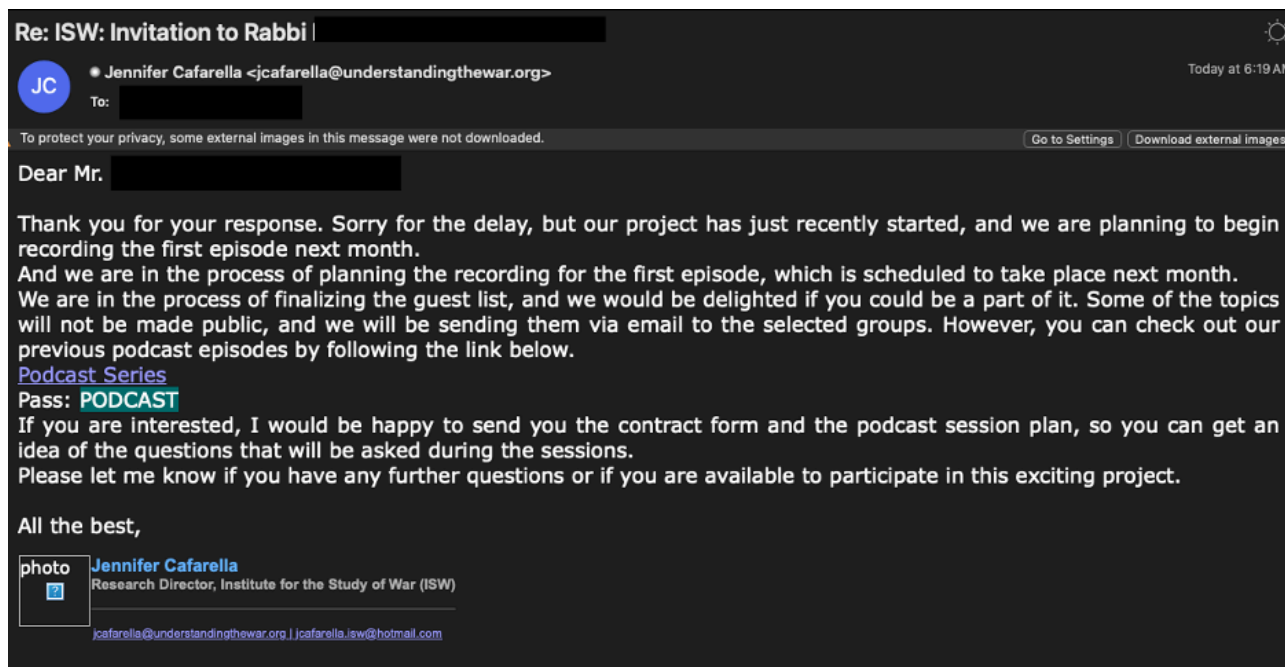 Re: ISW: Invitation to Rabbi
JC
Jennifer Cafarella <jcafarella@understandingthewar.org>
Today at 6:19 AM
To:
To protect your privacy, some external images in this message were not downloaded.
Go to Settings
Download external images
Dear Mr.
Thank you for your response. Sorry for the delay, but our project has just recently started, and we are planning to begin
recording the first episode next month.
And we are in the process of planning the recording for the first episode, which is scheduled to take place next month.
We are in the process of finalizing the guest list, and we would be delighted if you could be a part of it. Some of the topics
will not be made public, and we will be sending them via email to the selected groups. However, you can check out our
previous podcast episodes by following the link below.
Podcast Series
Pass: PODCAST
If you are interested, I would be happy to send you the contract form and the podcast session plan, so you can get an
idea of the questions that will be asked during the sessions.
Please let me know if you have any further questions or if you are available to participate in this exciting project.
All the best,
photo
?
Jennifer Cafarella
Research Director, Institute for the Study of War (ISW)
jcafarella@understandingthewar.org | jcafarella.isw@hotmail.com